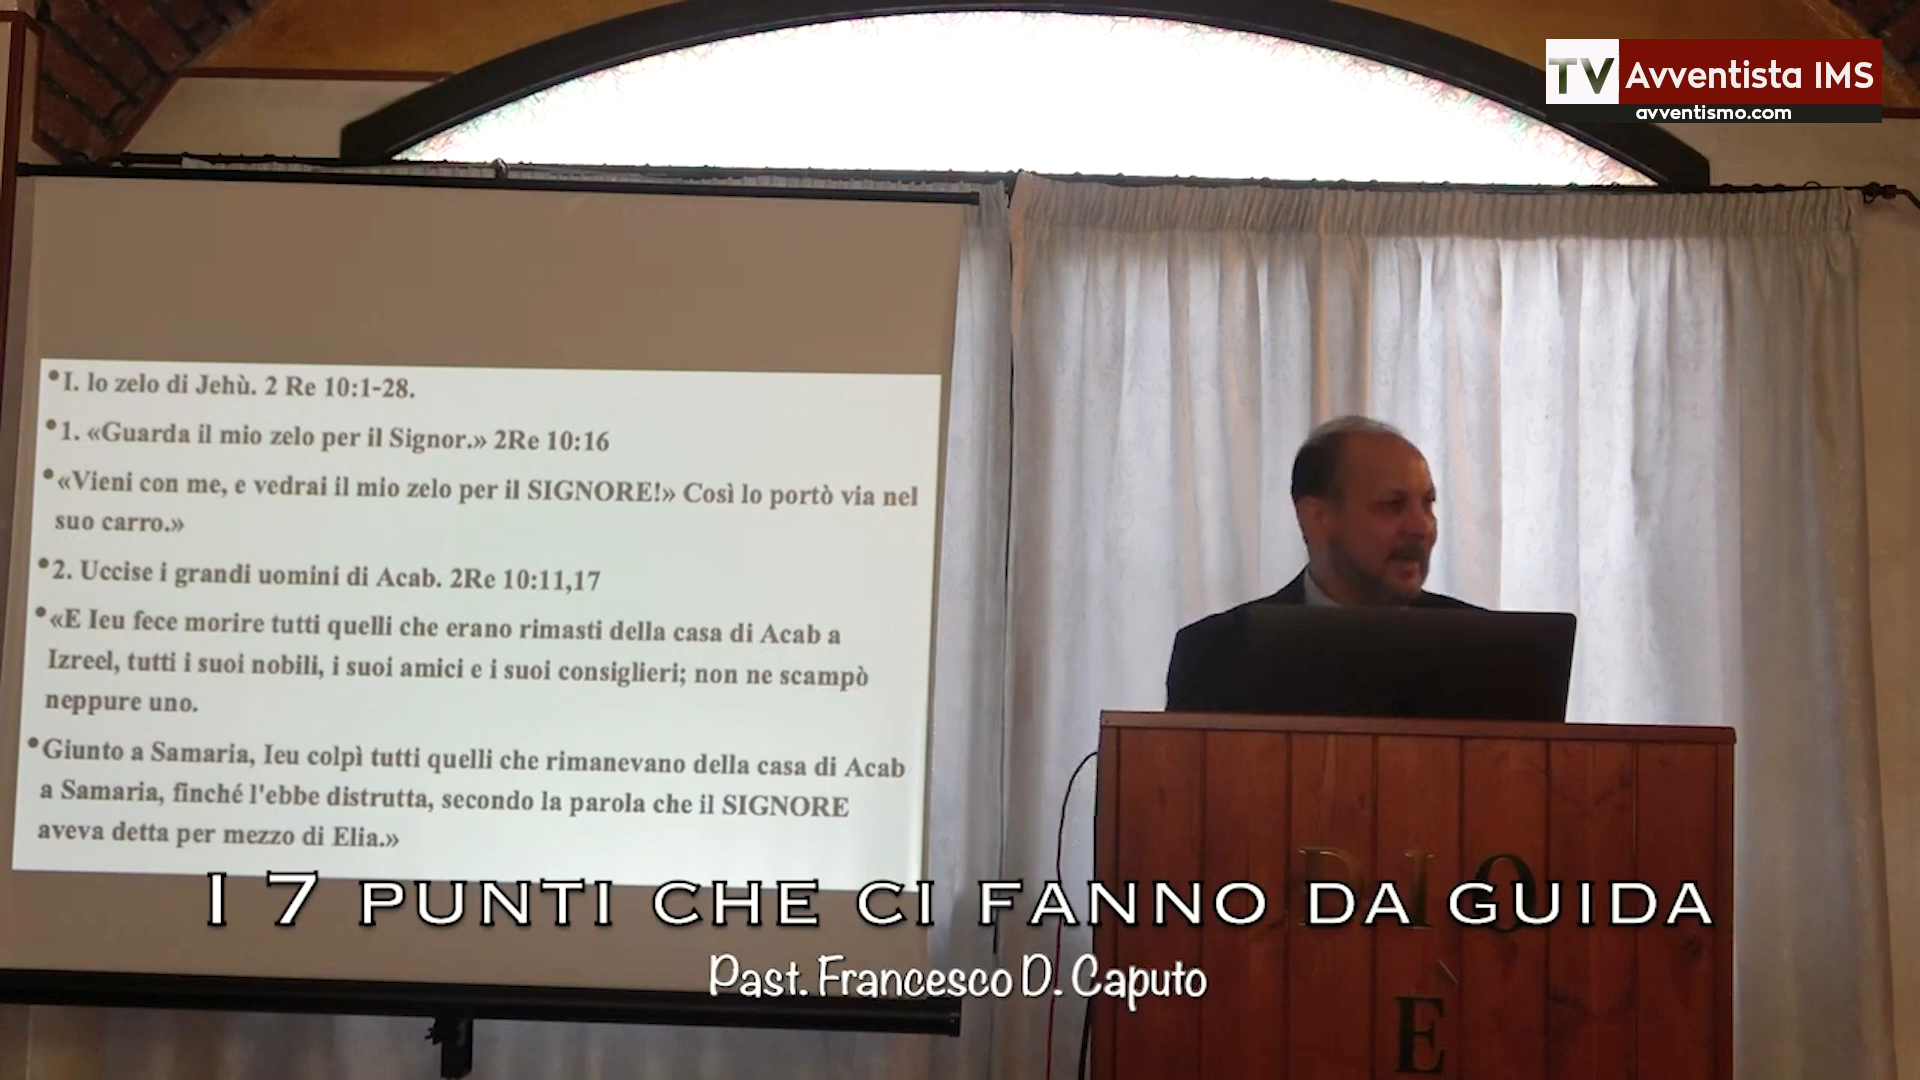 TV Avventista IMS
avventismo.com
•I. lo zelo di Jehù. 2 Re 10:1-28.
•1. «Guarda il mio zelo per il Signor.» 2Re 10:16
•«Vieni con me, e vedrai il mio zelo per il SIGNORE!» Così lo portò via nel
suo carro.»
•2. Uccise i grandi uomini di Acab. 2Re 10:11,17
•«E Ieu fece morire tutti quelli che erano rimasti della casa di Acab a
Izreel, tutti i suoi nobili, i suoi amici e i suoi consiglieri; non ne scampò
neppure uno.
•Giunto a Samaria, Ieu colpì tutti quelli che rimanevano della casa di Acab
a Samaria, finché l'ebbe distrutta, secondo la parola che il SIGNORE
aveva detta per mezzo di Elia.»
I 7 PUNTI CHE CI FANNO DA GUIDA
Past. Francesco D. Caputo
DIO
È